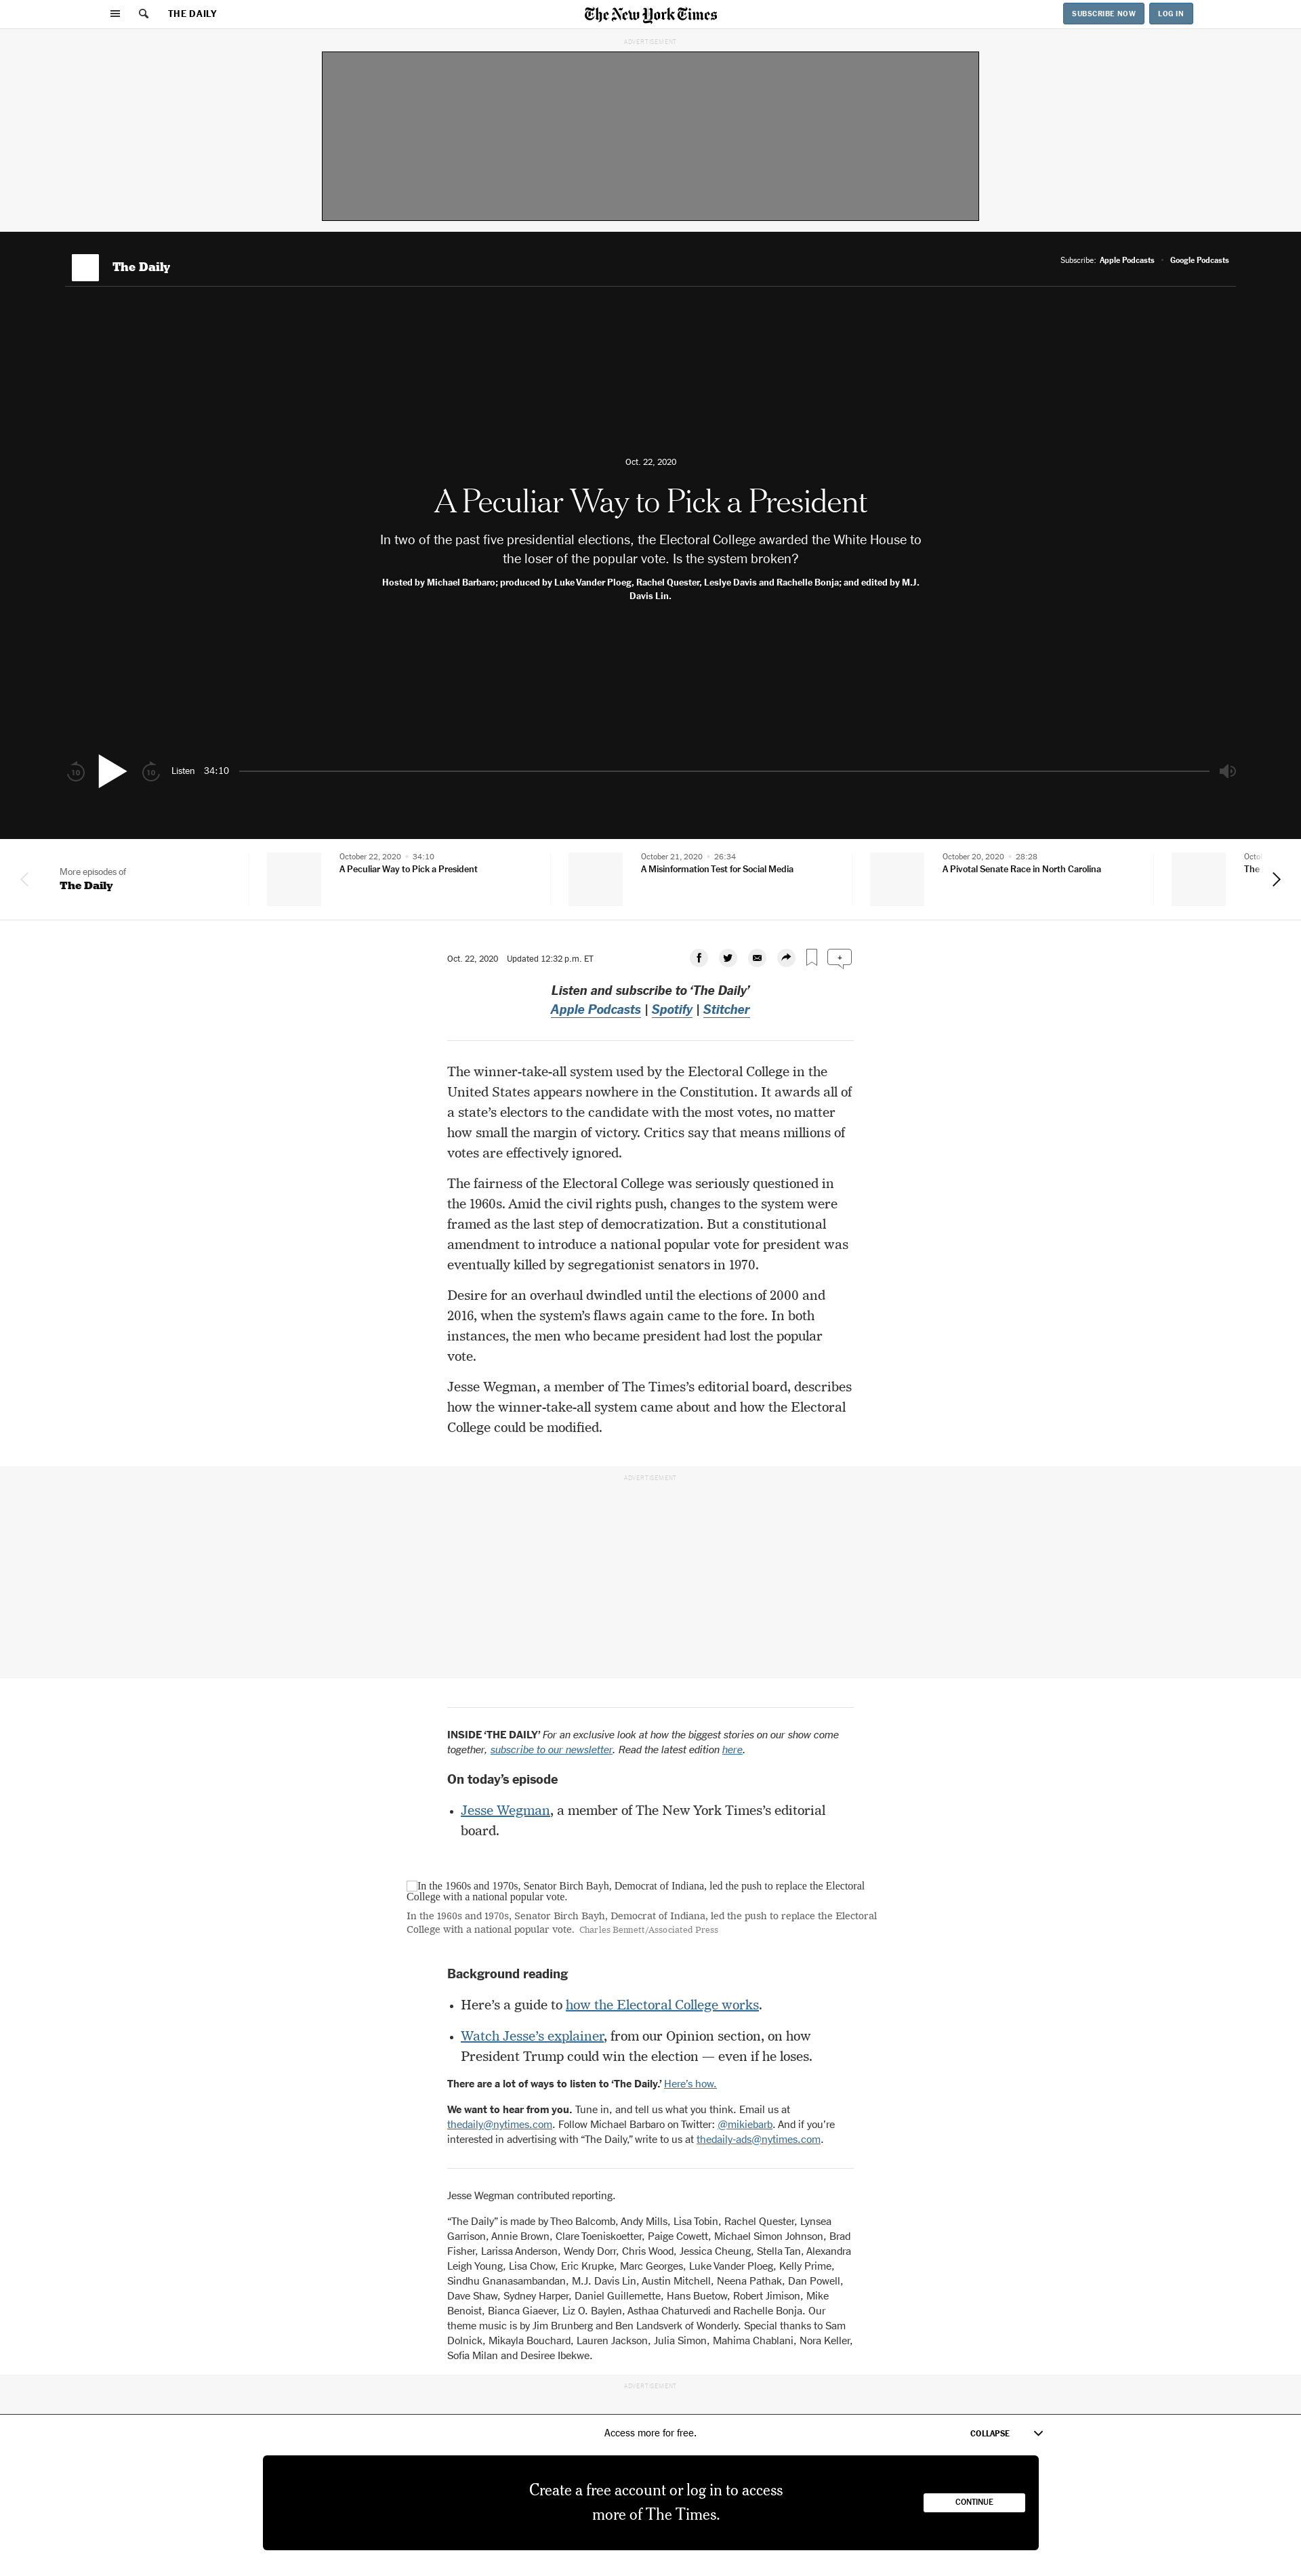 THE DAILY
The New York Times
SUBSCRIBE NOW
LOG IN
ADVERTISEMENT
The Daily
Subscribe: Apple Podcasts • Google Podcasts
Oct. 22, 2020
A Peculiar Way to Pick a President
In two of the past five presidential elections, the Electoral College awarded the White House to
the loser of the popular vote. Is the system broken?
Hosted by Michael Barbaro; produced by Luke Vander Ploeg, Rachel Quester, Leslye Davis and Rachelle Bonja; and edited by M.J.
Davis Lin.
10
10
Listen 34:10
More episodes of
The Daily
October 22, 2020 • 34:10
A Peculiar Way to Pick a President
October 21, 2020 • 26:34
A Misinformation Test for Social Media
October 20, 2020 • 28:28
A Pivotal Senate Race in North Carolina
Octo
The
Oct. 22, 2020 Updated 12:32 p.m. ET
+
Listen and subscribe to ‘The Daily’
Apple Podcasts | Spotify | Stitcher
The winner-take-all system used by the Electoral College in the
United States appears nowhere in the Constitution. It awards all of
a state’s electors to the candidate with the most votes, no matter
how small the margin of victory. Critics say that means millions of
votes are effectively ignored.
The fairness of the Electoral College was seriously questioned in
the 1960s. Amid the civil rights push, changes to the system were
framed as the last step of democratization. But a constitutional
amendment to introduce a national popular vote for president was
eventually killed by segregationist senators in 1970.
Desire for an overhaul dwindled until the elections of 2000 and
2016, when the system’s flaws again came to the fore. In both
instances, the men who became president had lost the popular
vote.
Jesse Wegman, a member of The Times’s editorial board, describes
how the winner-take-all system came about and how the Electoral
College could be modified.
ADVERTISEMENT
INSIDE ‘THE DAILY’ For an exclusive look at how the biggest stories on our show come
together, subscribe to our newsletter. Read the latest edition here.
On today’s episode
• Jesse Wegman, a member of The New York Times’s editorial
board.
In the 1960s and 1970s, Senator Birch Bayh, Democrat of Indiana, led the push to replace the Electoral
College with a national popular vote.
In the 1960s and 1970s, Senator Birch Bayh, Democrat of Indiana, led the push to replace the Electoral
College with a national popular vote. Charles Bennett/Associated Press
Background reading
• Here’s a guide to how the Electoral College works.
• Watch Jesse’s explainer, from our Opinion section, on how
President Trump could win the election — even if he loses.
There are a lot of ways to listen to ‘The Daily.’ Here’s how.
We want to hear from you. Tune in, and tell us what you think. Email us at
thedaily@nytimes.com. Follow Michael Barbaro on Twitter: @mikiebarb. And if you’re
interested in advertising with “The Daily,” write to us at thedaily-ads@nytimes.com.
Jesse Wegman contributed reporting.
“The Daily” is made by Theo Balcomb, Andy Mills, Lisa Tobin, Rachel Quester, Lynsea
Garrison, Annie Brown, Clare Toeniskoetter, Paige Cowett, Michael Simon Johnson, Brad
Fisher, Larissa Anderson, Wendy Dorr, Chris Wood, Jessica Cheung, Stella Tan, Alexandra
Leigh Young, Lisa Chow, Eric Krupke, Marc Georges, Luke Vander Ploeg, Kelly Prime,
Sindhu Gnanasambandan, M.J. Davis Lin, Austin Mitchell, Neena Pathak, Dan Powell,
Dave Shaw, Sydney Harper, Daniel Guillemette, Hans Buetow, Robert Jimison, Mike
Benoist, Bianca Giaever, Liz O. Baylen, Asthaa Chaturvedi and Rachelle Bonja. Our
theme music is by Jim Brunberg and Ben Landsverk of Wonderly. Special thanks to Sam
Dolnick, Mikayla Bouchard, Lauren Jackson, Julia Simon, Mahima Chablani, Nora Keller,
Sofia Milan and Desiree Ibekwe.
ADVERTISEMENT
Access more for free.
COLLAPSE
Create a free account or log in to access
more of The Times.
CONTINUE